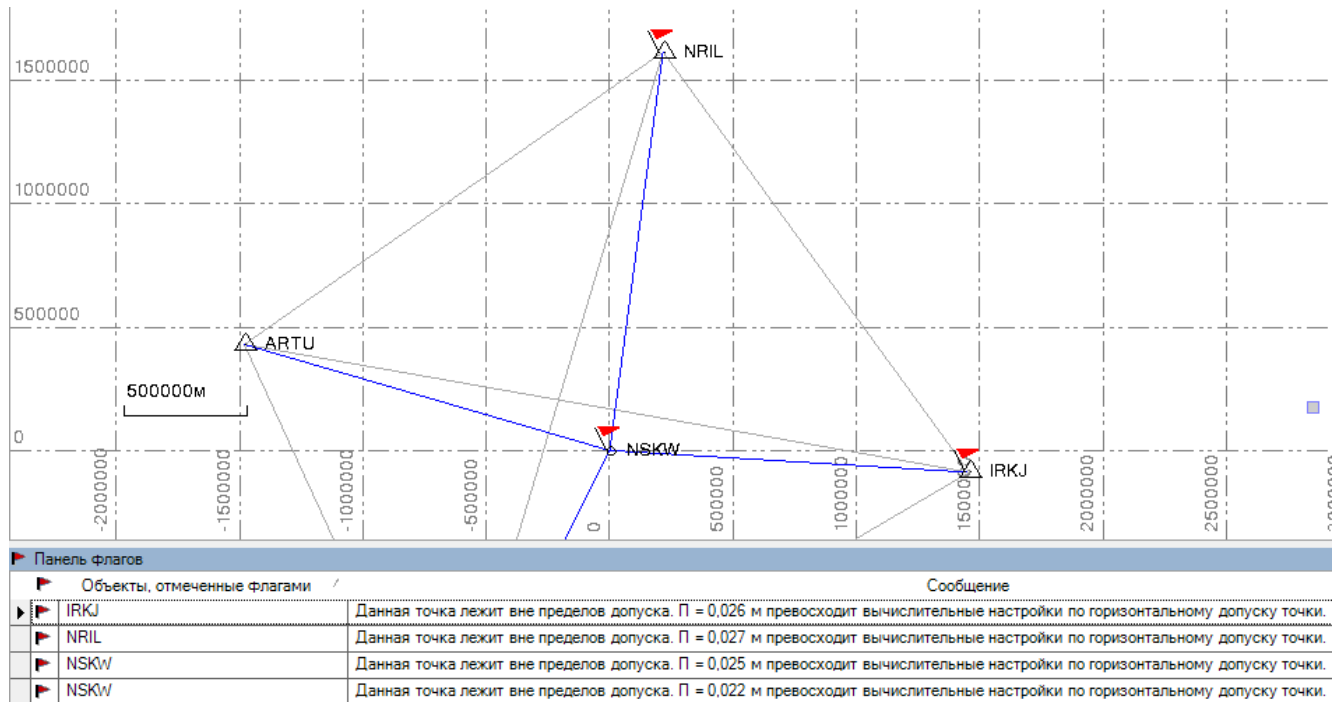 NRIL
1500000
1000000
500000
ARTU
500000м
0
NSKW
IRKJ
-2000000
-1500000
-1000000
-500000
0
500000
1000000
1500000
2000000
2500000
Панель флагов
Объекты, отмеченные флагами / Сообщение
IRKJ Данная точка лежит вне пределов допуска. П = 0,026 м превосходит вычислительные настройки по горизонтальному допуску точки.
NRIL Данная точка лежит вне пределов допуска. П = 0,027 м превосходит вычислительные настройки по горизонтальному допуску точки.
NSKW Данная точка лежит вне пределов допуска. П = 0,025 м превосходит вычислительные настройки по горизонтальному допуску точки.
NSKW Данная точка лежит вне пределов допуска. П = 0,022 м превосходит вычислительные настройки по горизонтальному допуску точки.